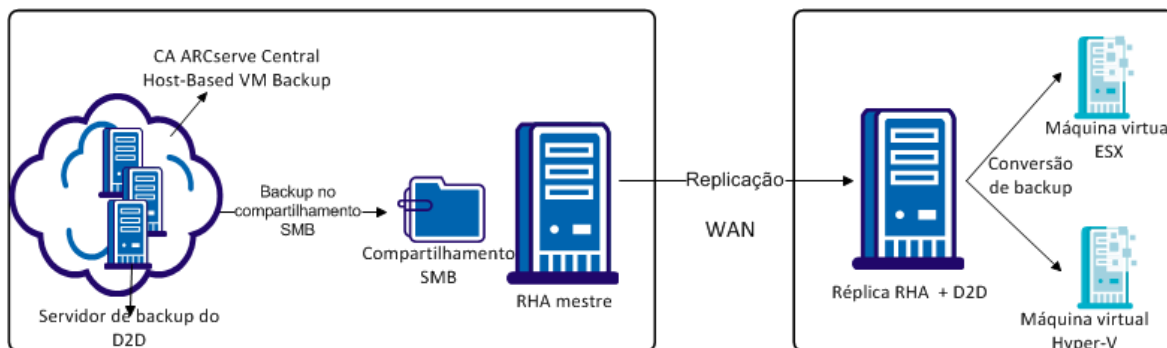 CA ARCserve Central
Host-Based VM Backup
Backup no
compartilhamento
SMB
Servidor de backup do
D2D
Compartilhamento
SMB
RHA mestre
Replicação
WAN
Réplica RHA + D2D
Conversão
de backup
Máquina virtual
ESX
Máquina virtual
Hyper-V